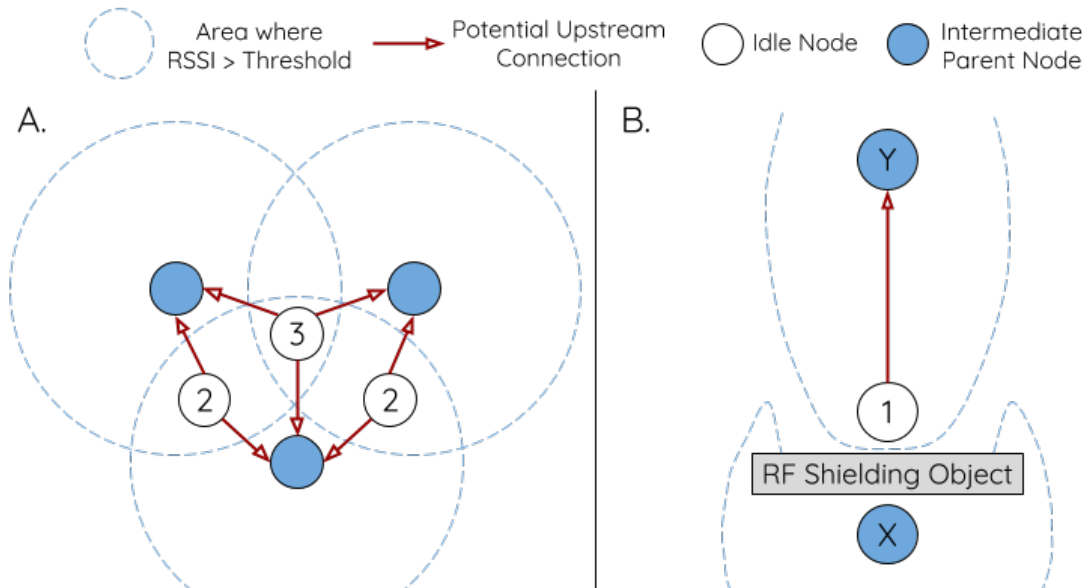 Area where
RSSI > Threshold
Potential Upstream
Connection
Idle Node
Intermediate
Parent Node
A.
3
2
2
B.
Y
1
RF Shielding Object
X